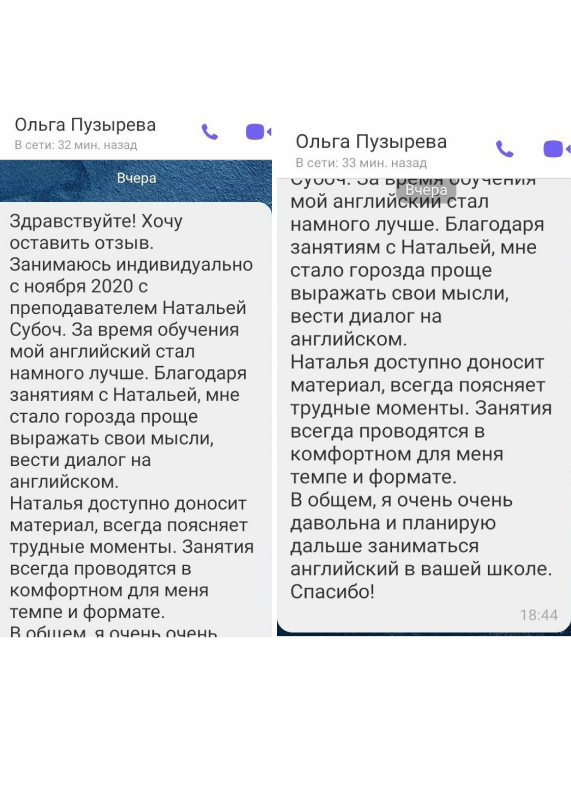 Ольга Пузырева
В сети: 32 мин. назад
Вчера
Здравствуйте! Хочу
оставить отзыв.
Занимаюсь индивидуально
с ноября 2020 с
преподавателем Натальей
Субоч. За время обучения
мой английский стал
намного лучше. Благодаря
занятиям с Натальей, мне
стало горозда проще
выражать свои мысли,
вести диалог на
английском.
Наталья доступно доносит
материал, всегда поясняет
трудные моменты. Занятия
всегда проводятся в
комфортном для меня
темпе и формате.
В общем, я очень очень
Ольга Пузырева
В сети: 33 мин. назад
Вчера
Субоч. За время обучения
мой английский стал
намного лучше. Благодаря
занятиям с Натальей, мне
стало горозда проще
выражать свои мысли,
вести диалог на
английском.
Наталья доступно доносит
материал, всегда поясняет
трудные моменты. Занятия
всегда проводятся в
комфортном для меня
темпе и формате.
В общем, я очень очень
давольна и планирую
дальше заниматься
английский в вашей школе.
Спасибо!
18:44